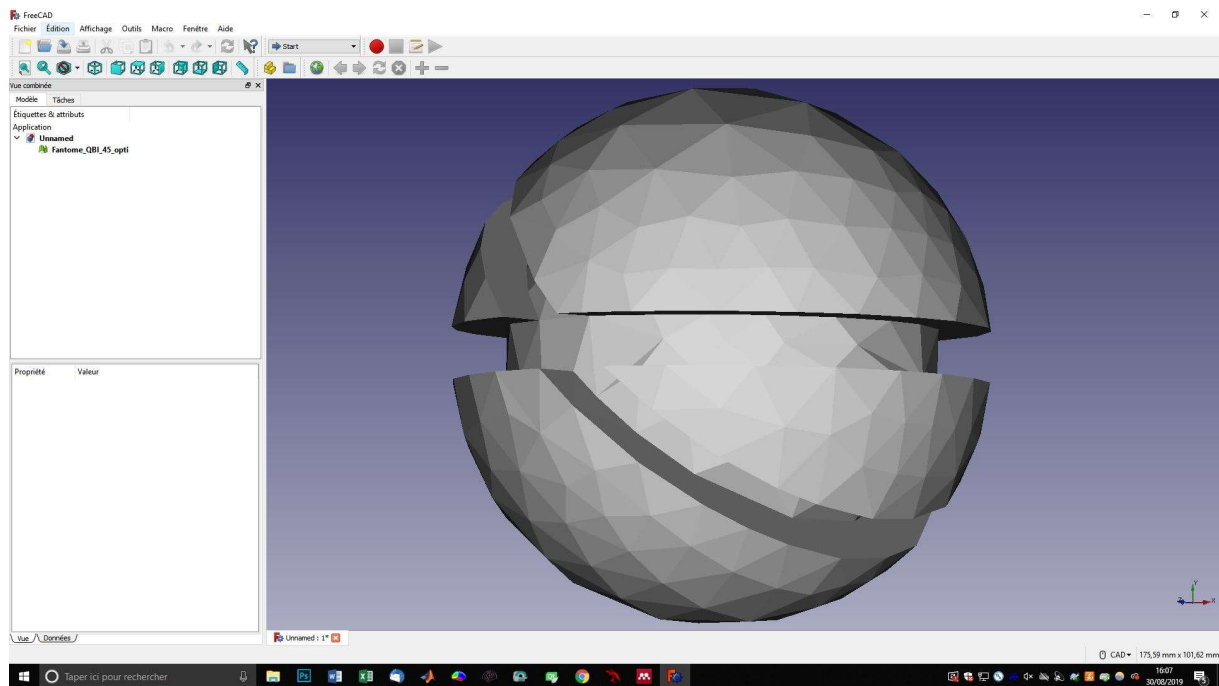 FreeCAD
Fichier Édition Affichage Outils Macro Fenêtre Aide
Start
Vue combinée
Modèle Tâches
Étiquettes & attributs
Application
Unnamed
Fantome_QBI_45_opti
Propriété Valeur
Y
X
Vue Données
Unnamed : 1*
CAD 175,59 mm x 101,62 mm
Taper ici pour rechercher
Ps
16:07
30/08/2019